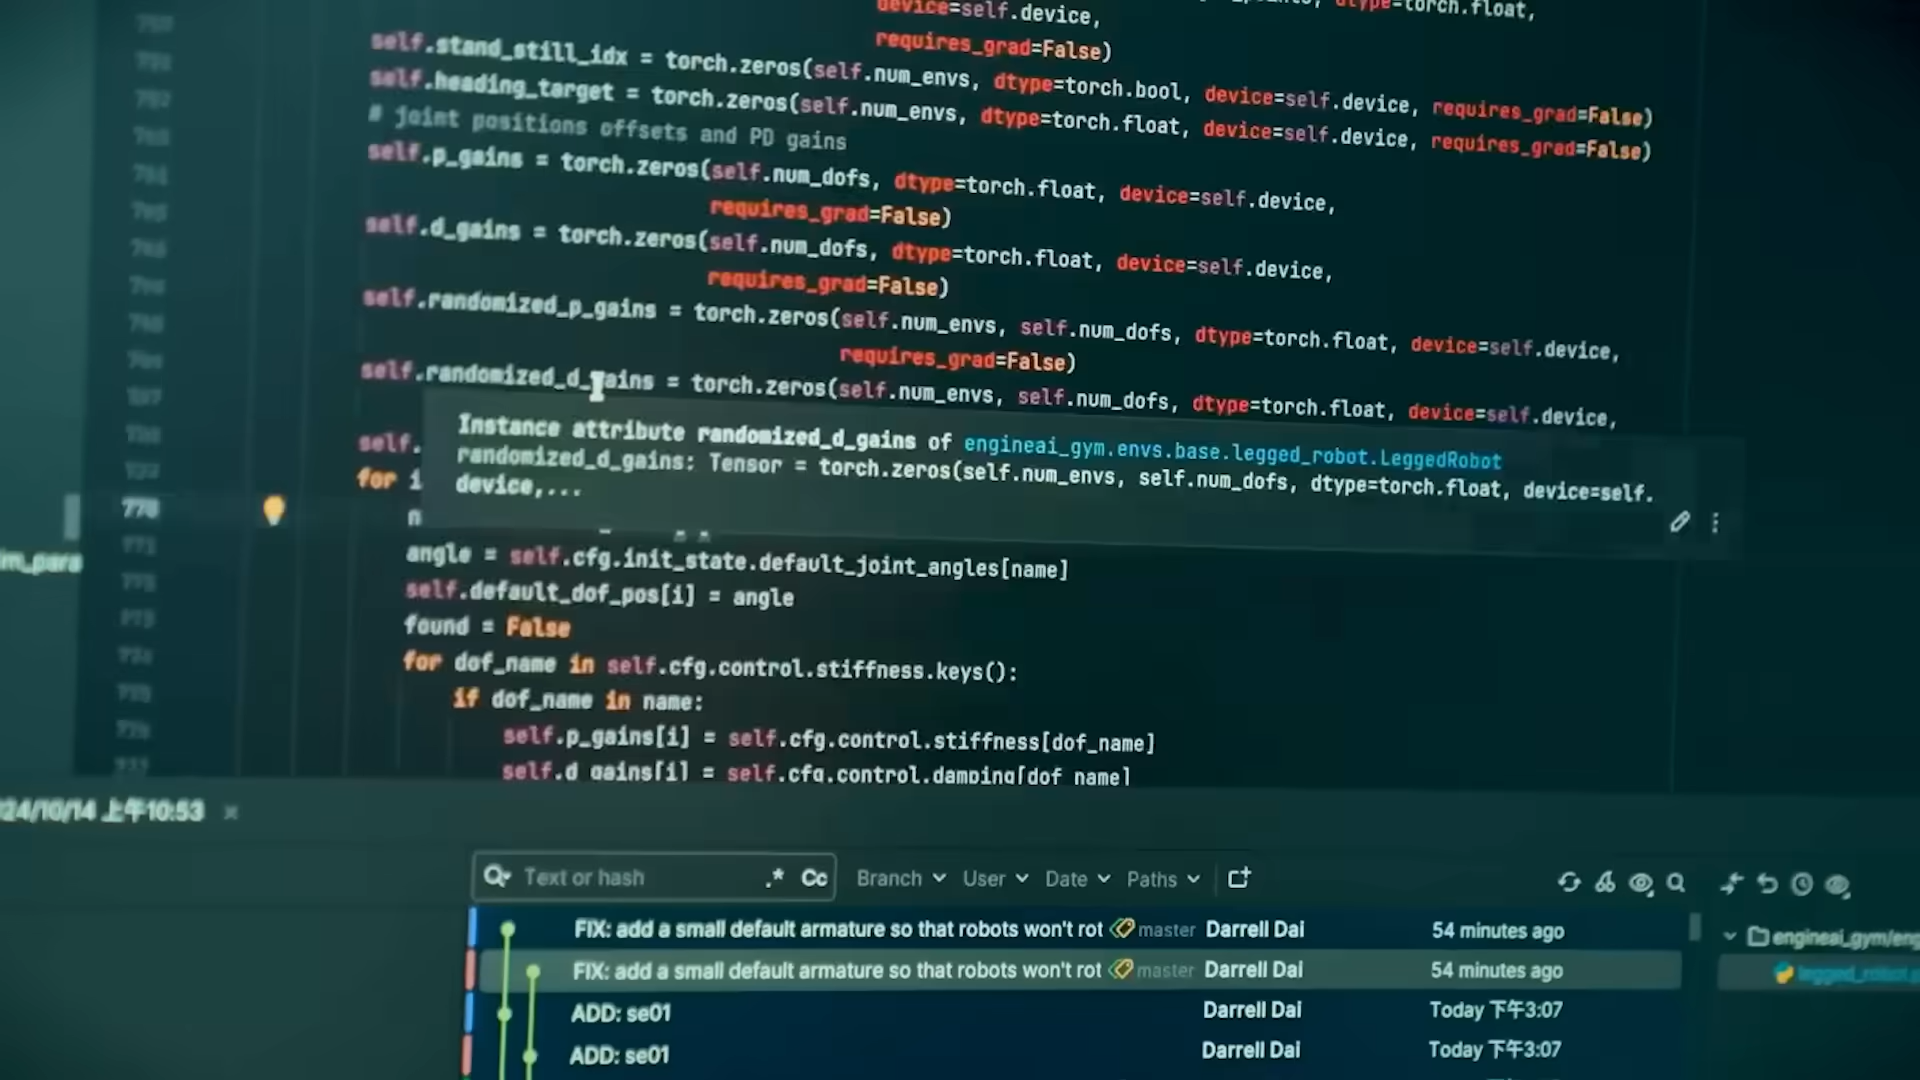 device=self.device,
requires_grad=False)
self.stand_still_idx = torch.zeros(self.num_envs, dtype=torch.bool, device=self.device, requires_grad=False)
self.heading_target = torch.zeros(self.num_envs, dtype=torch.float, device=self.device, requires_grad=False)
# joint positions offsets and PD gains
self.p_gains = torch.zeros(self.num_dofs, dtype=torch.float, device=self.device,
requires_grad=False)
self.d_gains = torch.zeros(self.num_dofs, dtype=torch.float, device=self.device,
requires_grad=False)
self.randomized_p_gains = torch.zeros(self.num_envs, self.num_dofs, dtype=torch.float, device=self.device,
requires_grad=False)
self.randomized_d_gains = torch.zeros(self.num_envs, self.num_dofs, dtype=torch.float, device=self.device,
Instance attribute randomized_d_gains of engineai_gym.envs.base.legged_robot.LeggedRobot
randomized_d_gains: Tensor = torch.zeros(self.num_envs, self.num_dofs, dtype=torch.float, device=self.
device,...
self.
for i
n
770
angle = self.cfg.init_state.default_joint_angles[name]
self.default_dof_pos[i] = angle
found = False
for dof_name in self.cfg.control.stiffness.keys():
if dof_name in name:
self.p_gains[i] = self.cfg.control.stiffness[dof_name]
self.d_gains[i] = self.cfg.control.damping[dof_name]
im_para
24/10/14 上午10:53 ×
Text or hash .* Cc Branch User Date Paths
FIX: add a small default armature so that robots won't rot master Darrell Dai 54 minutes ago
FIX: add a small default armature so that robots won't rot master Darrell Dai 54 minutes ago
ADD: se01 Darrell Dai Today 下午3:07
ADD: se01 Darrell Dai Today 下午3:07
engineai_gym/eng
legged_robot.p